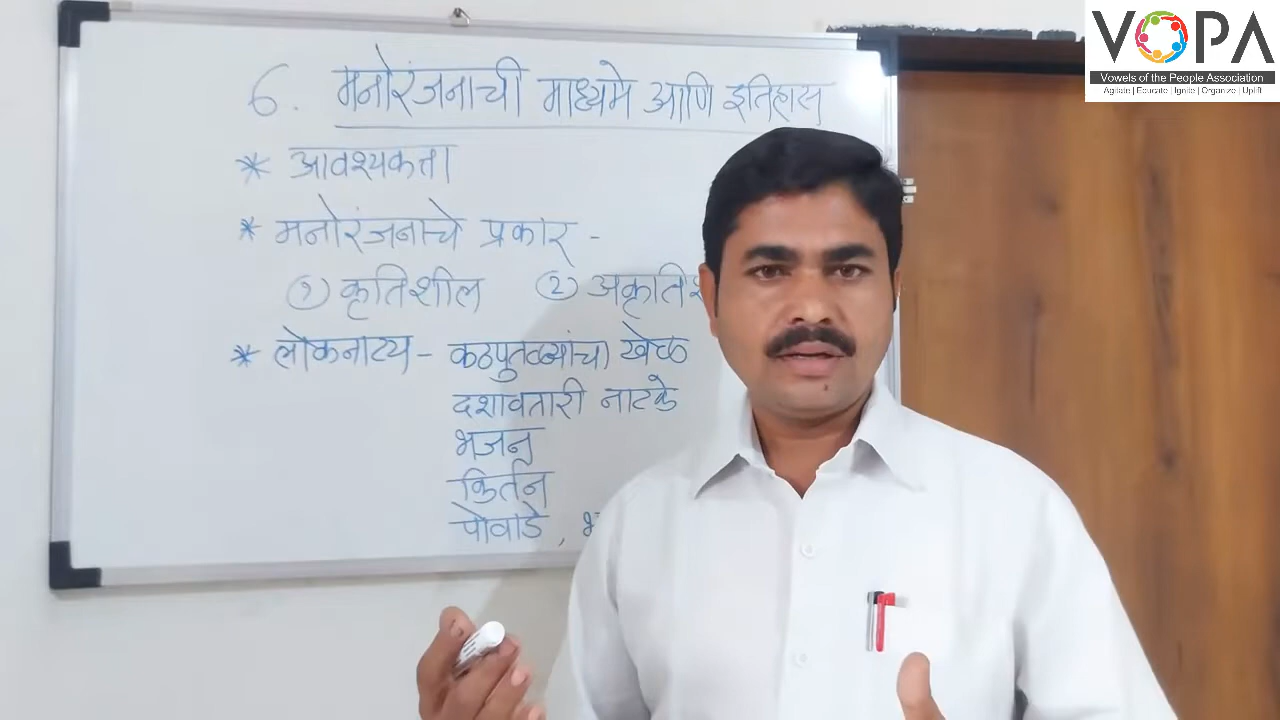 VOPA
Vowels of the People Association
Agitate | Educate | Ignite | Organize | Uplift
6. मनोरंजनाची माध्यमे आणि इतिहास
* आवश्यकता
* मनोरंजनाचे प्रकार -
① कृतिशील ② अकृतिश
* लोकनाट्य - कठपुतळ्यांचा खेळ
दशावतारी नाटके
भजन
किर्तन
पोवाडे, भ